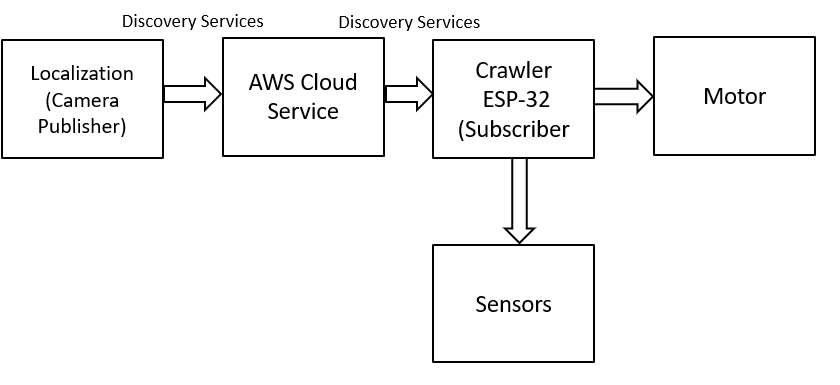 Discovery Services
Discovery Services
Localization
(Camera
Publisher)
AWS Cloud
Service
Crawler
ESP-32
(Subscriber
Motor
Sensors